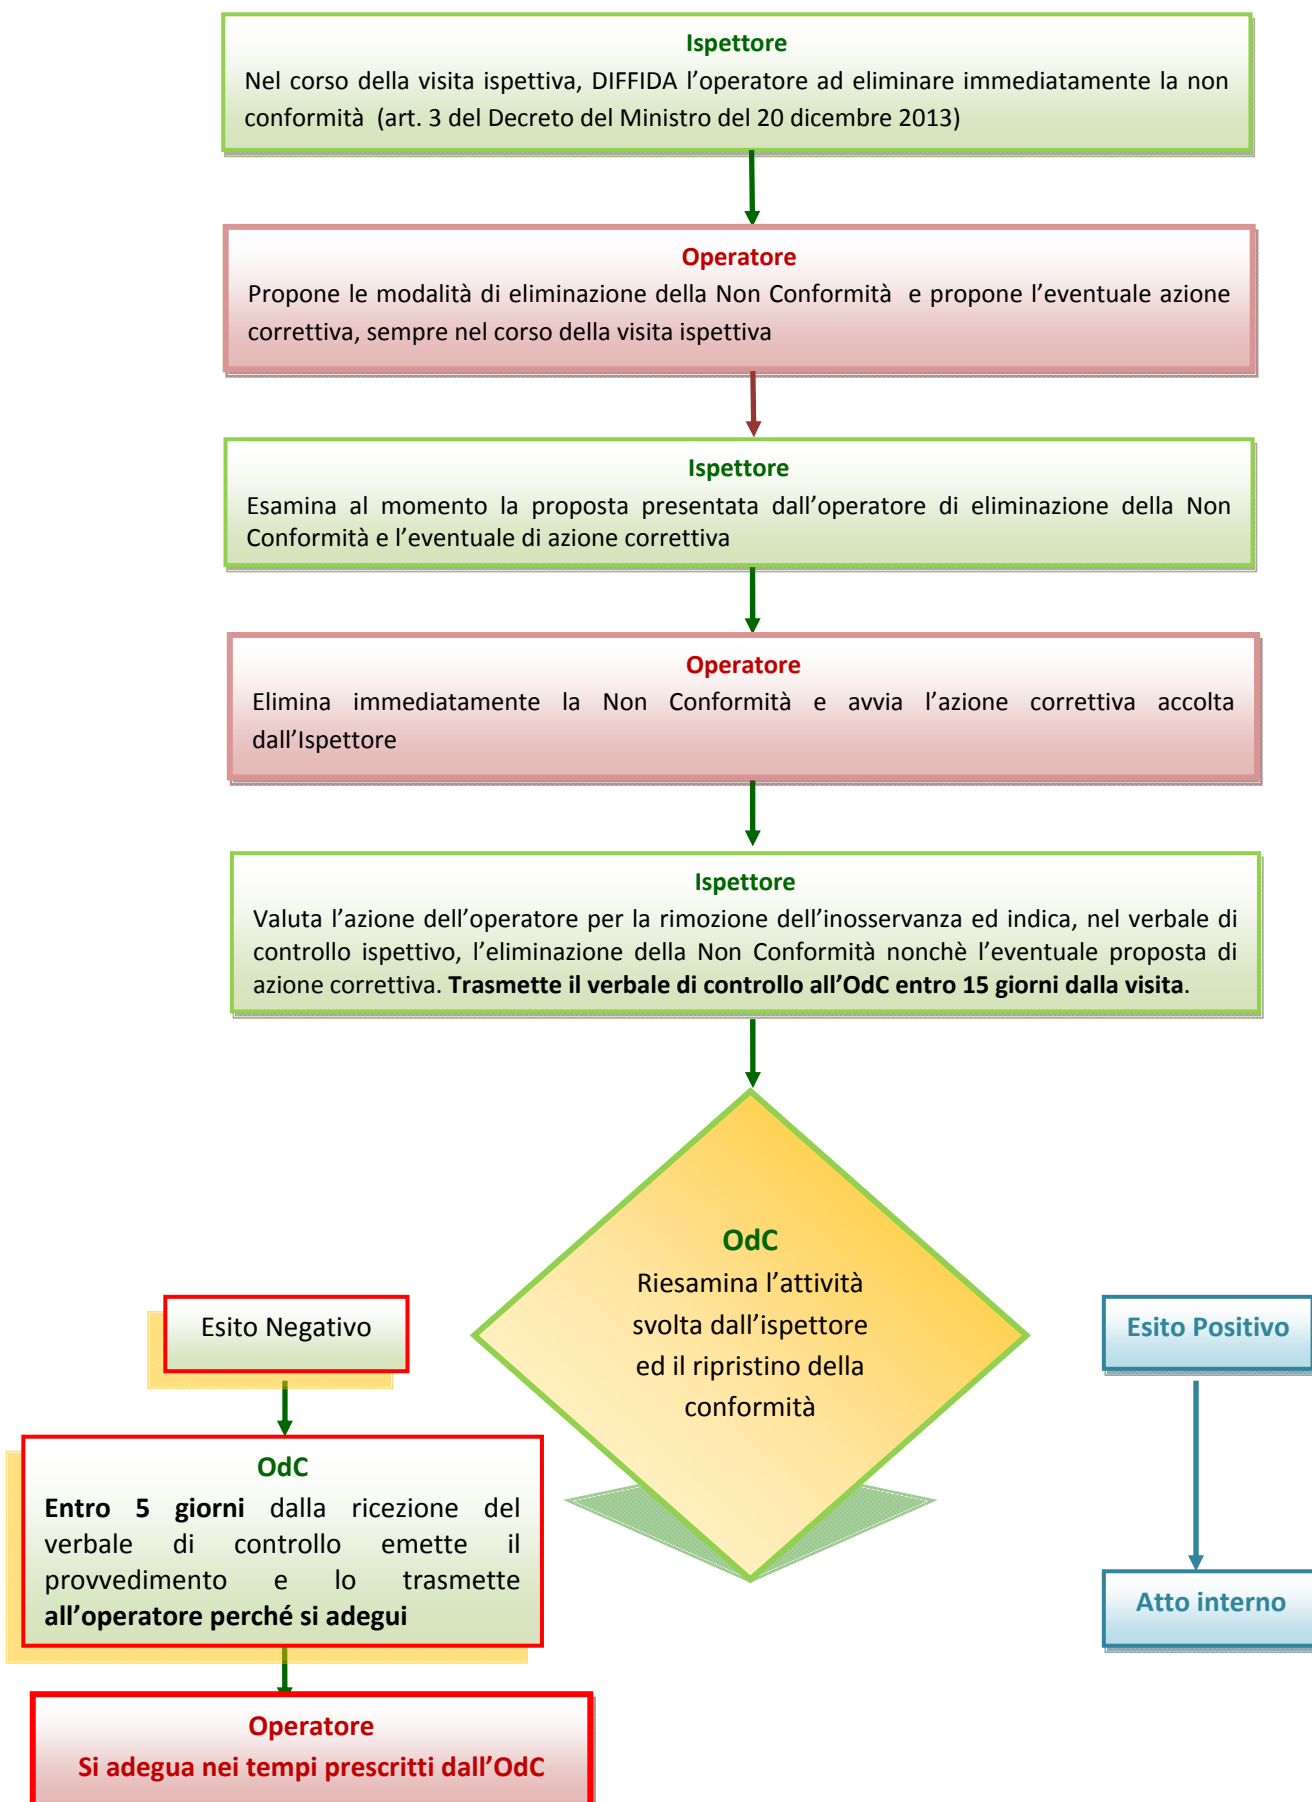 Ispettore
Nel corso della visita ispettiva, DIFFIDA l’operatore ad eliminare immediatamente la non
conformità (art. 3 del Decreto del Ministro del 20 dicembre 2013)
Operatore
Propone le modalità di eliminazione della Non Conformità e propone l’eventuale azione
correttiva, sempre nel corso della visita ispettiva
Ispettore
Esamina al momento la proposta presentata dall’operatore di eliminazione della Non
Conformità e l’eventuale di azione correttiva
Operatore
Elimina immediatamente la Non Conformità e avvia l’azione correttiva accolta
dall’Ispettore
Ispettore
Valuta l’azione dell’operatore per la rimozione dell’inosservanza ed indica, nel verbale di
controllo ispettivo, l’eliminazione della Non Conformità nonchè l’eventuale proposta di
azione correttiva. Trasmette il verbale di controllo all’OdC entro 15 giorni dalla visita.
OdC
Riesamina l’attività
svolta dall’ispettore
ed il ripristino della
conformità
Esito Negativo
OdC
Entro 5 giorni dalla ricezione del
verbale di controllo emette il
provvedimento e lo trasmette
all’operatore perché si adegui
Operatore
Si adegua nei tempi prescritti dall’OdC
Esito Positivo
Atto interno